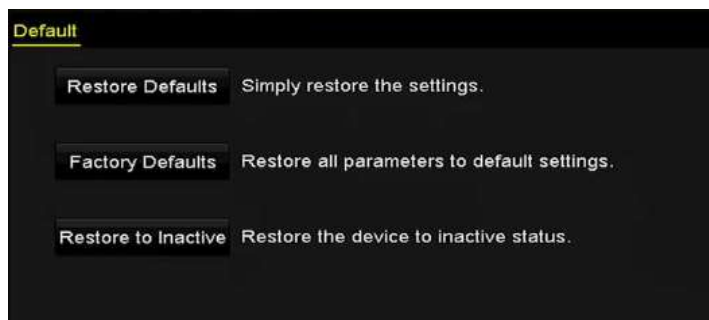 Default
Restore Defaults Simply restore the settings.
Factory Defaults Restore all parameters to default settings.
Restore to Inactive Restore the device to inactive status.